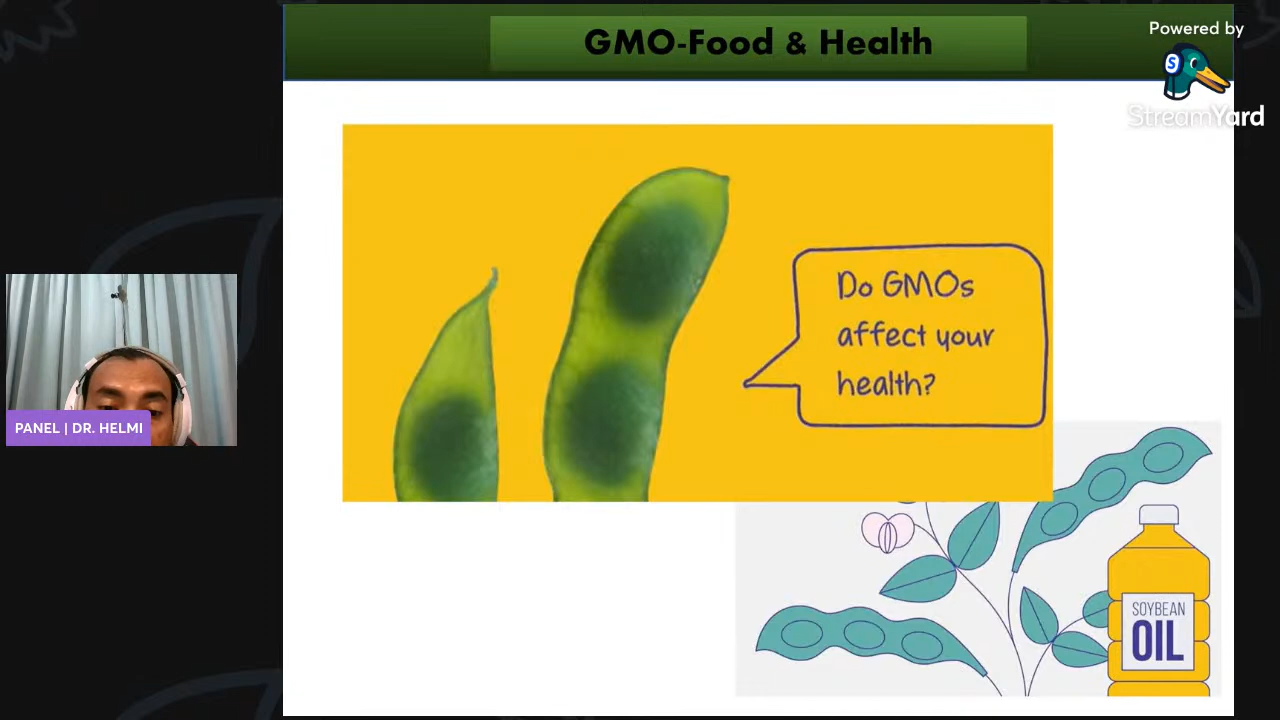 GMO-Food & Health
Powered by
S
StreamYard
Do GMOs
affect your
health?
PANEL | DR. HELMI
SOYBEAN
OIL